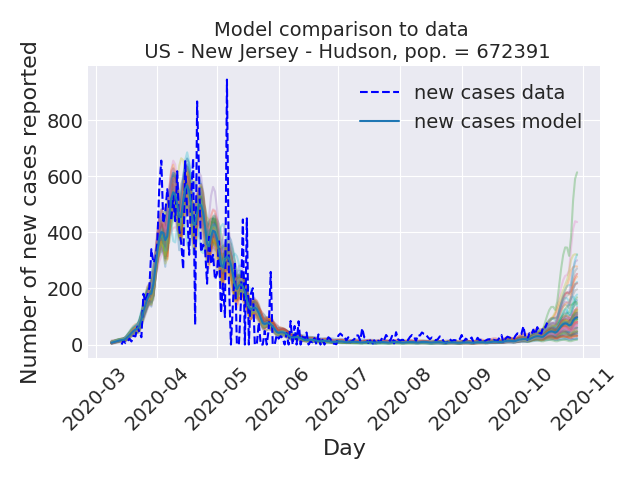 Model comparison to data
US - New Jersey - Hudson, pop. = 672391
Number of new cases reported
new cases data
new cases model
800
600
400
200
0
2020-03
2020-04
2020-05
2020-06
2020-07
2020-08
2020-09
2020-10
2020-11
Day